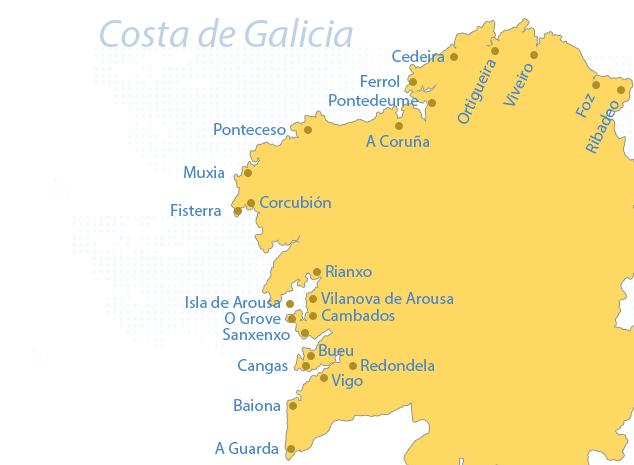 Costa de Galicia
Cedeira
Ortigueira
Viveiro
Ferrol
Foz
Pontedeume
Ribadeo
Ponteceso
A Coruña
Muxia
Corcubión
Fisterra
Rianxo
Isla de Arousa
Vilanova de Arousa
O Grove
Cambados
Sanxenxo
Bueu
Cangas
Redondela
Vigo
Baiona
A Guarda